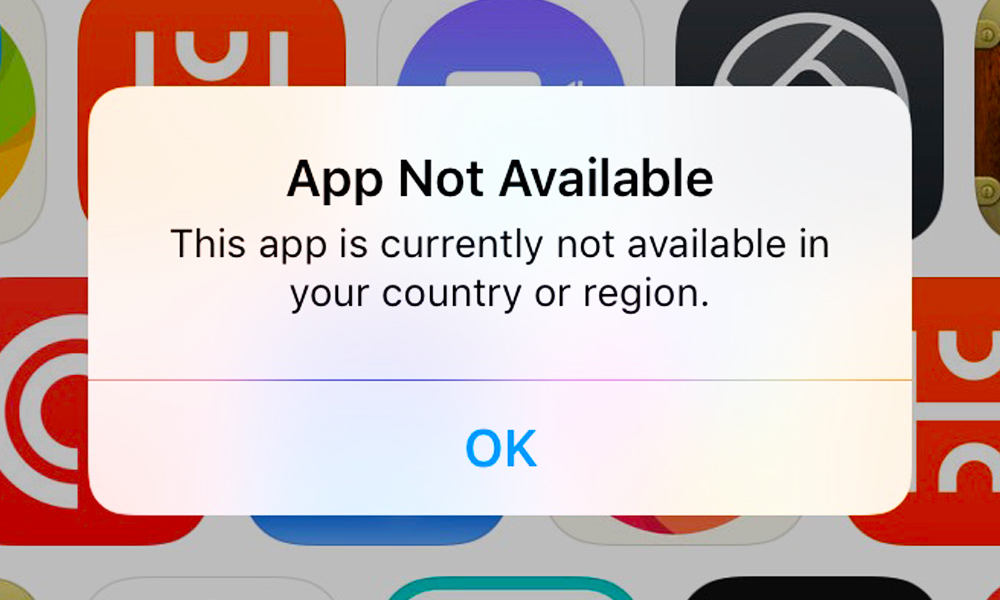 App Not Available
This app is currently not available in
your country or region.
OK